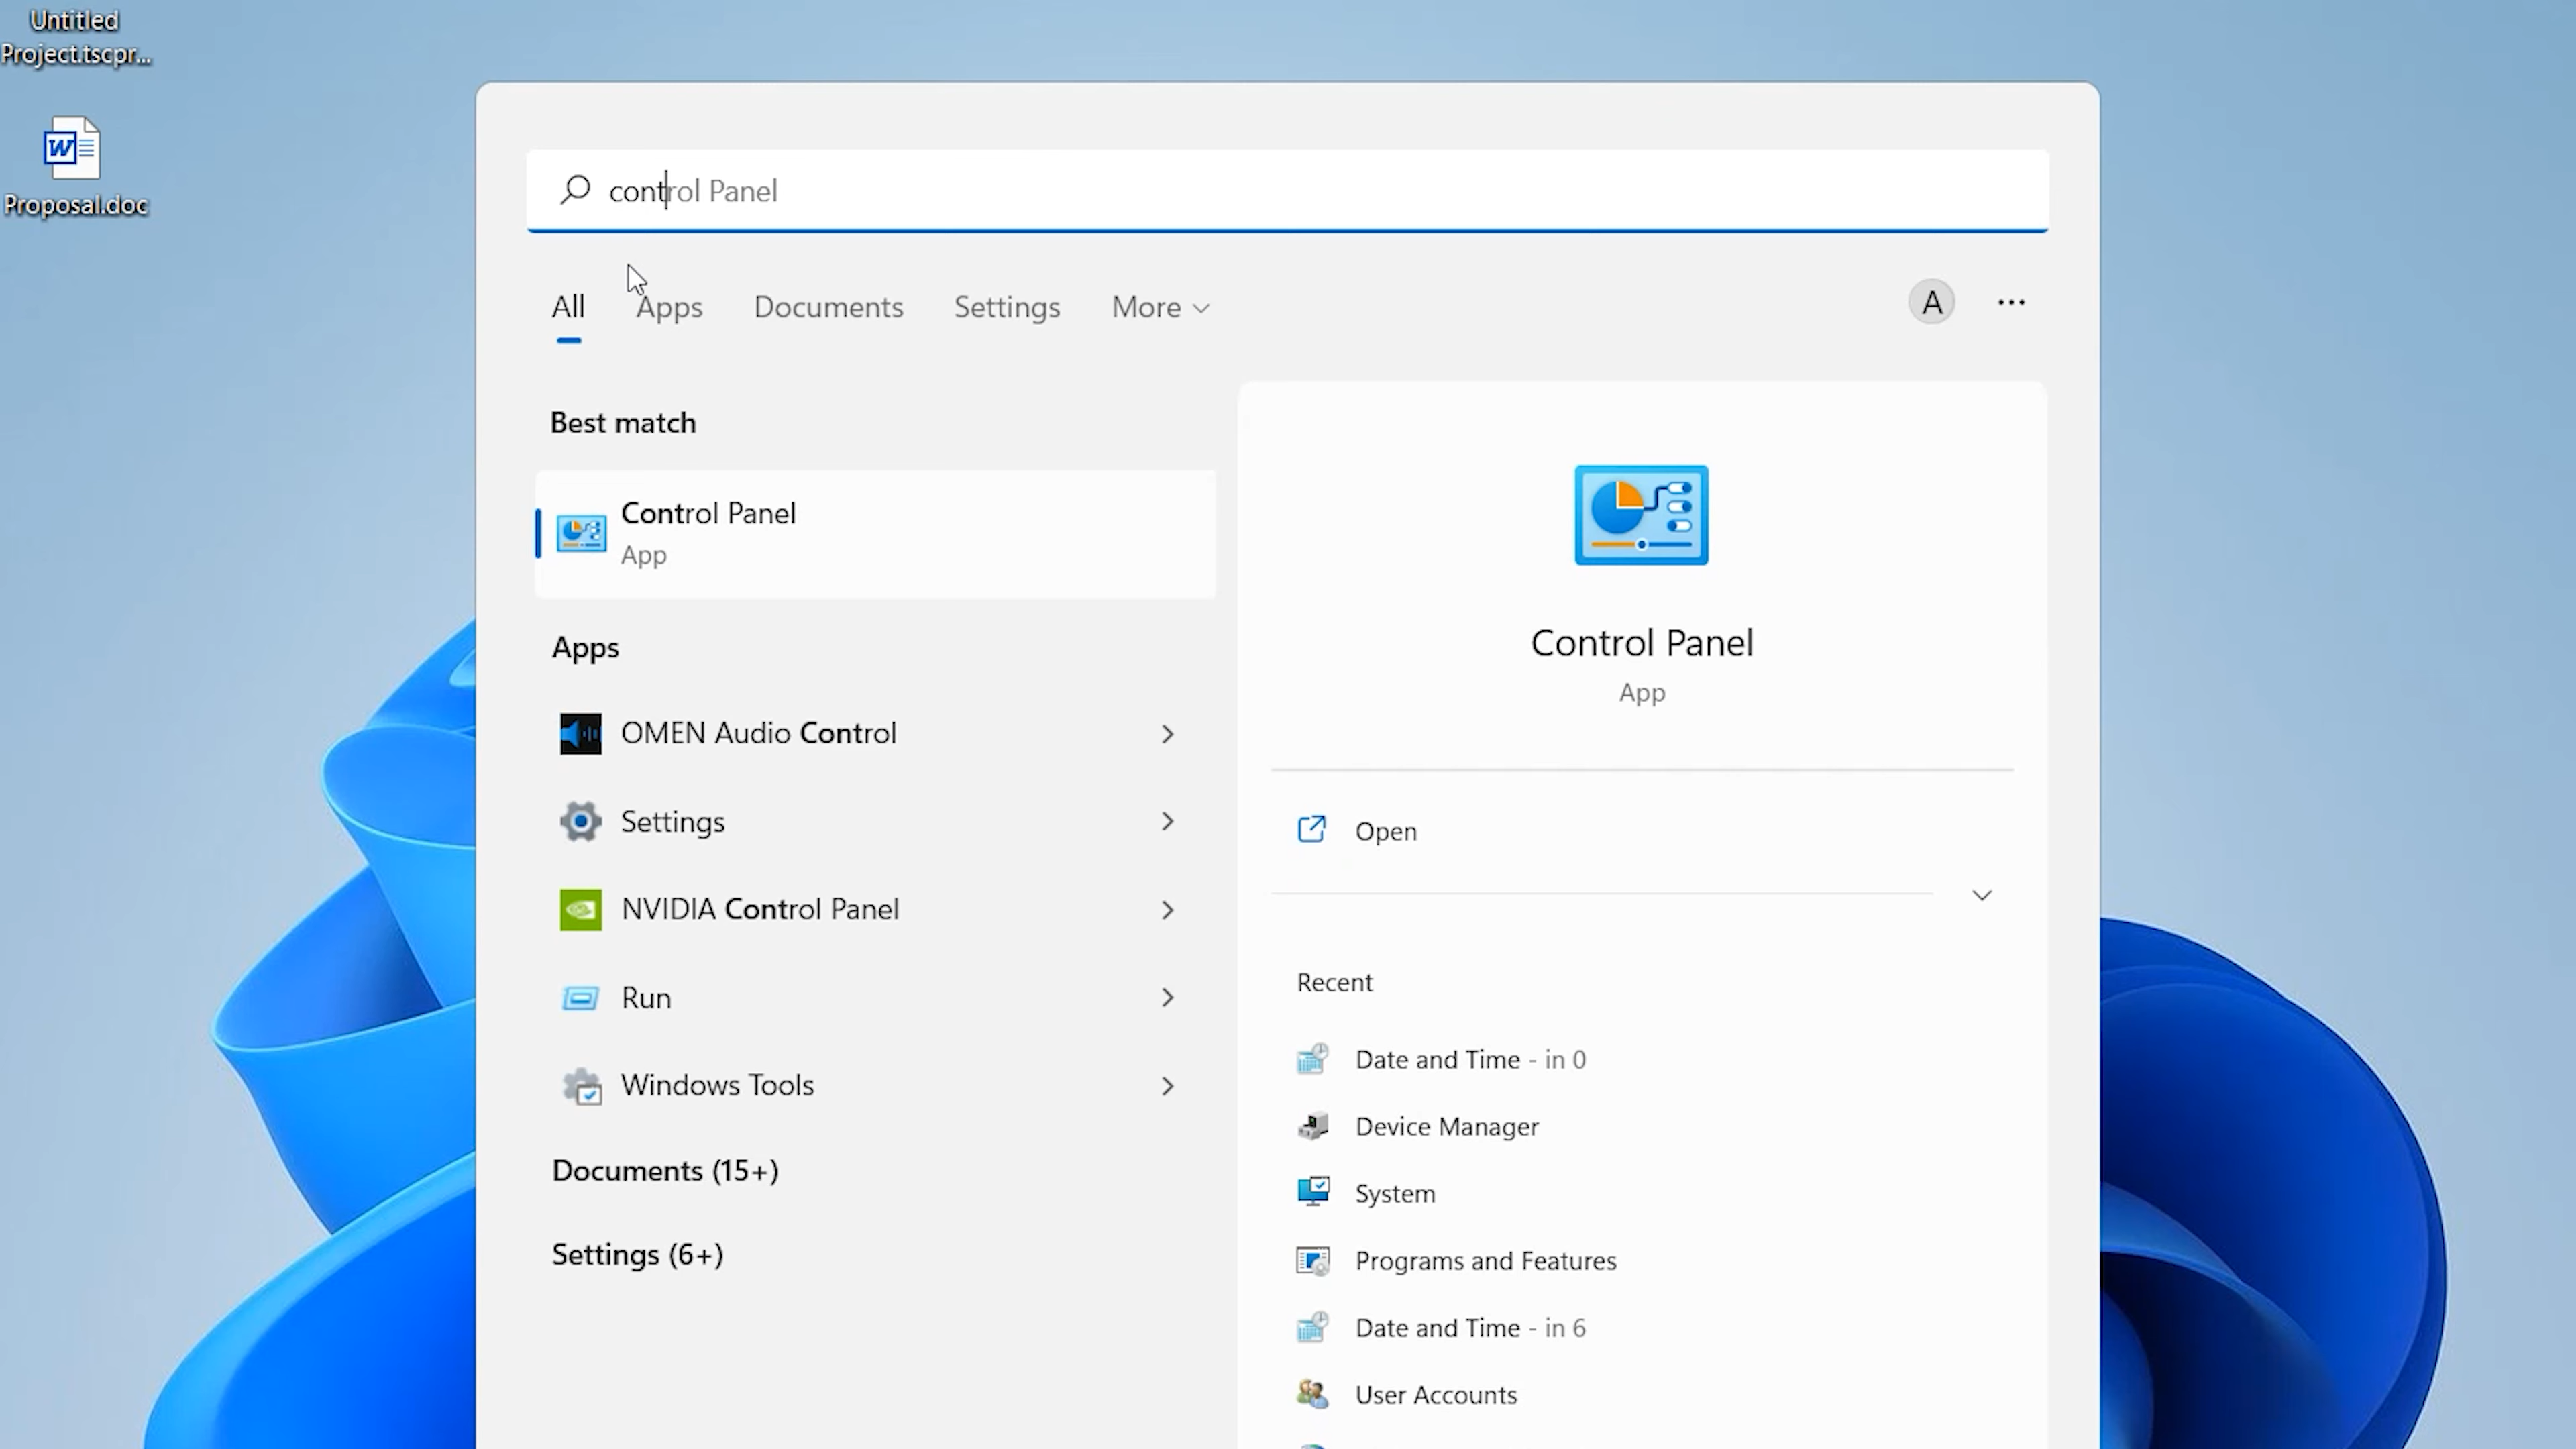 Untitled
Project.tscpr...
Proposal.doc
control Panel
All
Apps
Documents
Settings
More
A
Best match
Control Panel
App
Apps
OMEN Audio Control
Settings
NVIDIA Control Panel
Run
Windows Tools
Documents (15+)
Settings (6+)
Control Panel
App
Open
Recent
Date and Time - in 0
Device Manager
System
Programs and Features
Date and Time - in 6
User Accounts